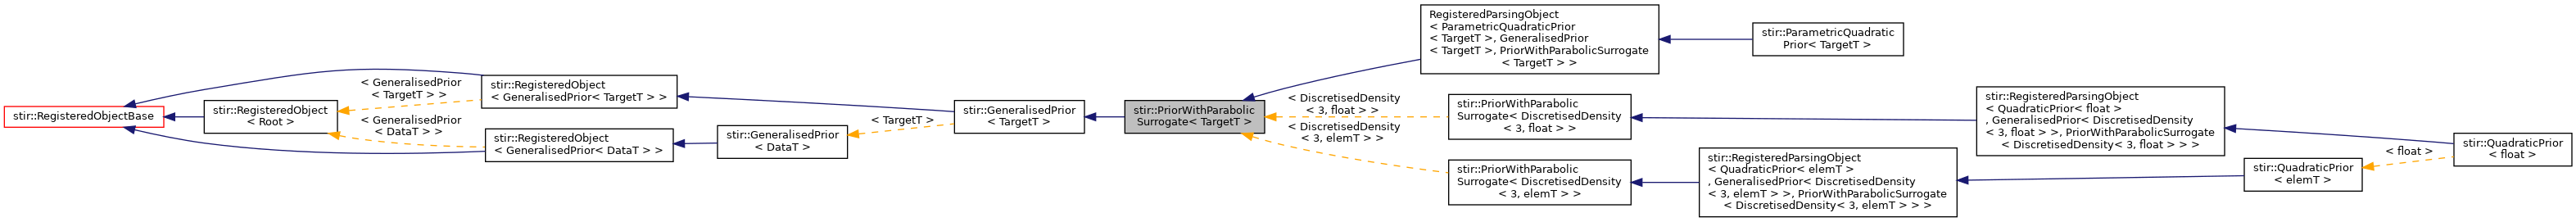 stir::RegisteredObjectBase
stir::RegisteredObject
< Root >
< GeneralisedPrior
< TargetT > >
< GeneralisedPrior
< DataT > >
stir::RegisteredObject
< GeneralisedPrior< TargetT > >
stir::RegisteredObject
< GeneralisedPrior< DataT > >
stir::GeneralisedPrior
< DataT >
< TargetT >
stir::GeneralisedPrior
< TargetT >
stir::PriorWithParabolic
Surrogate< TargetT >
< DiscretisedDensity
< 3, float > >
< DiscretisedDensity
< 3, elemT > >
RegisteredParsingObject
< ParametricQuadraticPrior
< TargetT >, GeneralisedPrior
< TargetT >, PriorWithParabolicSurrogate
< TargetT > >
stir::ParametricQuadratic
Prior< TargetT >
stir::PriorWithParabolic
Surrogate< DiscretisedDensity
< 3, float > >
stir::PriorWithParabolic
Surrogate< DiscretisedDensity
< 3, elemT > >
stir::RegisteredParsingObject
< QuadraticPrior< elemT >
, GeneralisedPrior< DiscretisedDensity
< 3, elemT > >, PriorWithParabolicSurrogate
< DiscretisedDensity< 3, elemT > > >
stir::RegisteredParsingObject
< QuadraticPrior< float >
, GeneralisedPrior< DiscretisedDensity
< 3, float > >, PriorWithParabolicSurrogate
< DiscretisedDensity< 3, float > > >
stir::QuadraticPrior
< elemT >
< float >
stir::QuadraticPrior
< float >